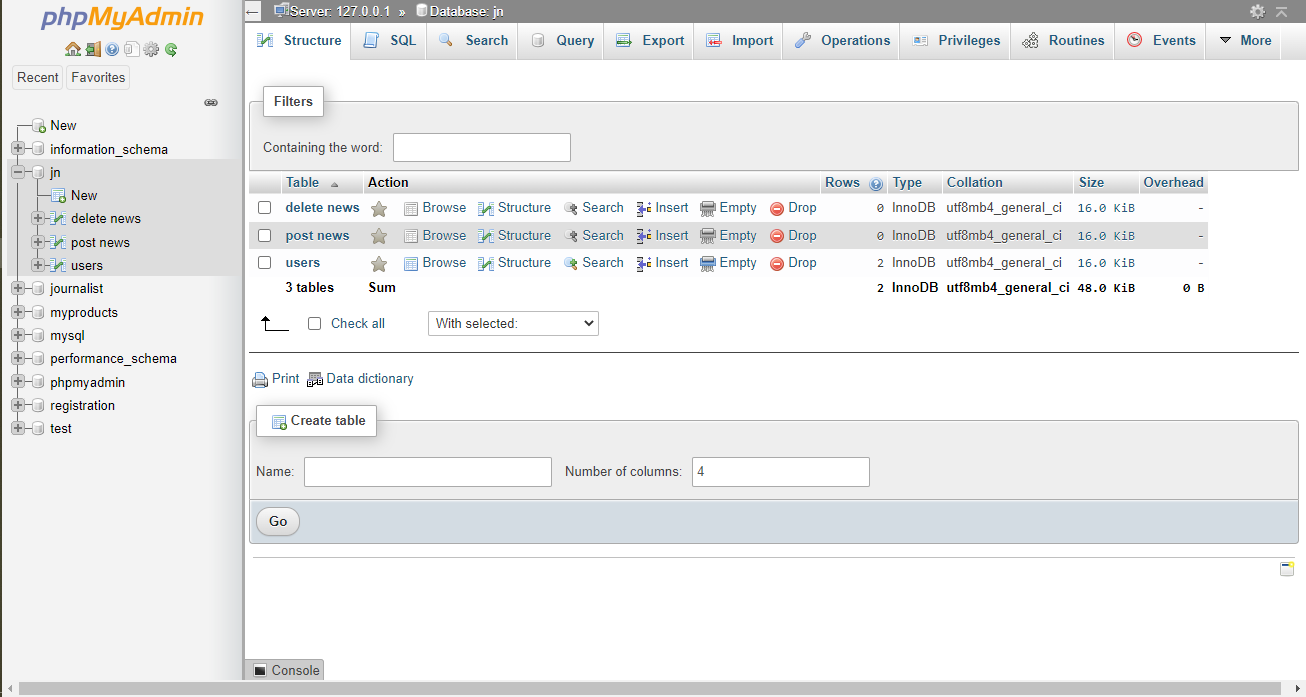 phpMyAdmin
Recent Favorites
New
information_schema
jn
New
delete news
post news
users
journalist
myproducts
mysql
performance_schema
phpmyadmin
registration
test
Server: 127.0.0.1 » Database: jn
Structure SQL Search Query Export Import Operations Privileges Routines Events More
Filters
Containing the word:
Table Action Rows Type Collation Size Overhead
delete news Browse Structure Search Insert Empty Drop 0 InnoDB utf8mb4_general_ci 16.0 KiB -
post news Browse Structure Search Insert Empty Drop 0 InnoDB utf8mb4_general_ci 16.0 KiB -
users Browse Structure Search Insert Empty Drop 2 InnoDB utf8mb4_general_ci 16.0 KiB -
3 tables Sum 2 InnoDB utf8mb4_general_ci 48.0 KiB 0 B
Check all With selected:
Print Data dictionary
Create table
Name: Number of columns: 4
Go
Console